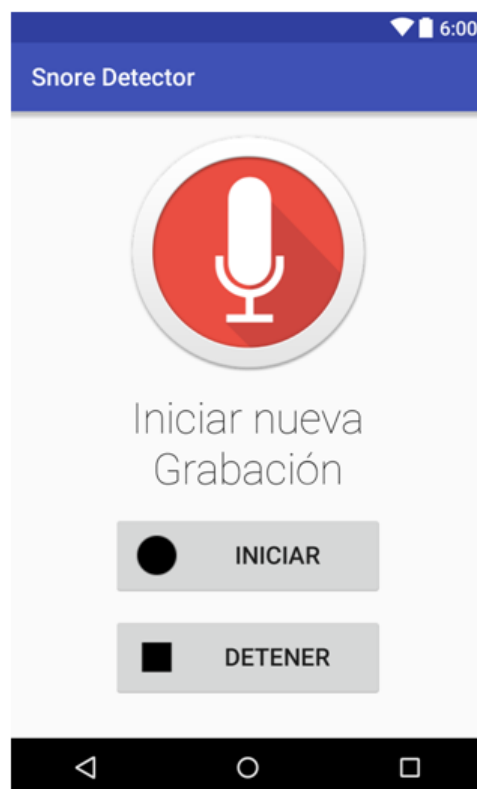 6:00
Snore Detector
Iniciar nueva
Grabación
INICIAR
DETENER